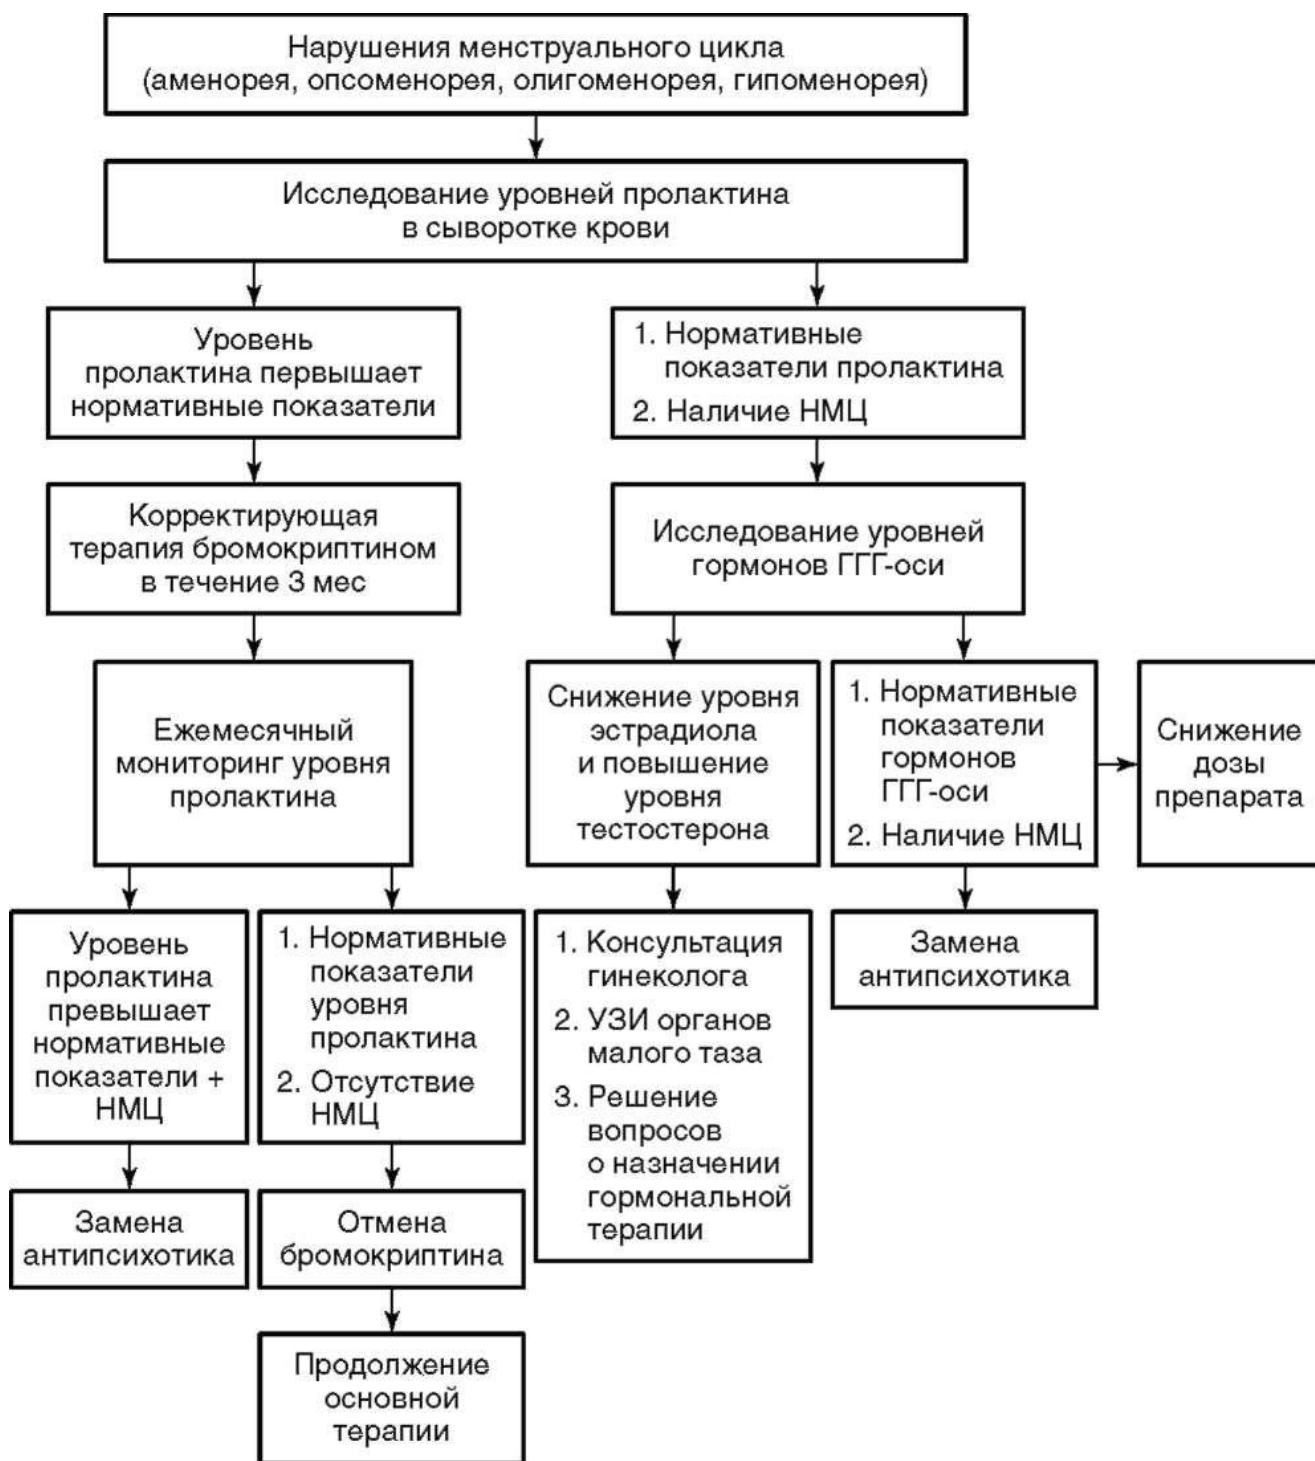 Нарушения менструального цикла
(аменорея, опсоменорея, олигоменорея, гипоменорея)
Исследование уровней пролактина
в сыворотке крови
Уровень
пролактина первышает
нормативные показатели
1. Нормативные
показатели пролактина
2. Наличие НМЦ
Корректирующая
терапия бромокриптином
в течение 3 мес
Исследование уровней
гормонов ГГГ-оси
Ежемесячный
мониторинг уровня
пролактина
Снижение уровня
эстрадиола
и повышение
уровня
тестостерона
1. Нормативные
показатели
гормонов
ГГГ-оси
2. Наличие НМЦ
Снижение
дозы
препарата
Уровень
пролактина
превышает
нормативные
показатели +
НМЦ
1. Нормативные
показатели
уровня
пролактина
2. Отсутствие
НМЦ
1. Консультация
гинеколога
2. УЗИ органов
малого таза
3. Решение
вопросов
о назначении
гормональной
терапии
Замена
антипсихотика
Замена
антипсихотика
Отмена
бромокриптина
Продолжение
основной
терапии